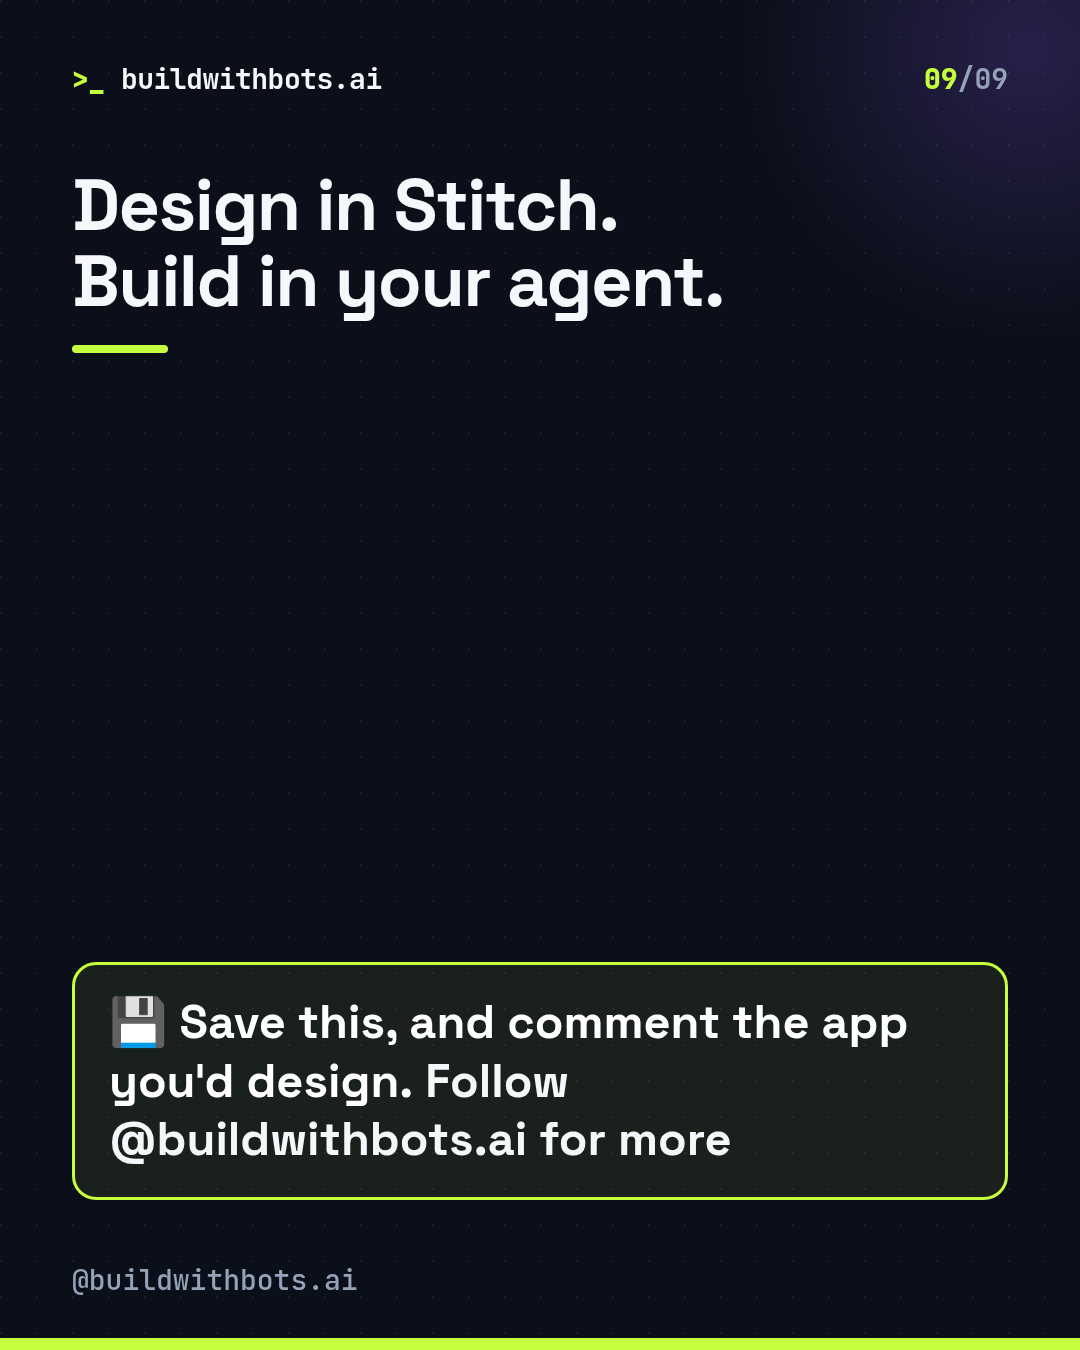 >_ buildwithbots.ai
09/09
Design in Stitch.
Build in your agent.
💾 Save this, and comment the app
you'd design. Follow
@buildwithbots.ai for more
@buildwithbots.ai